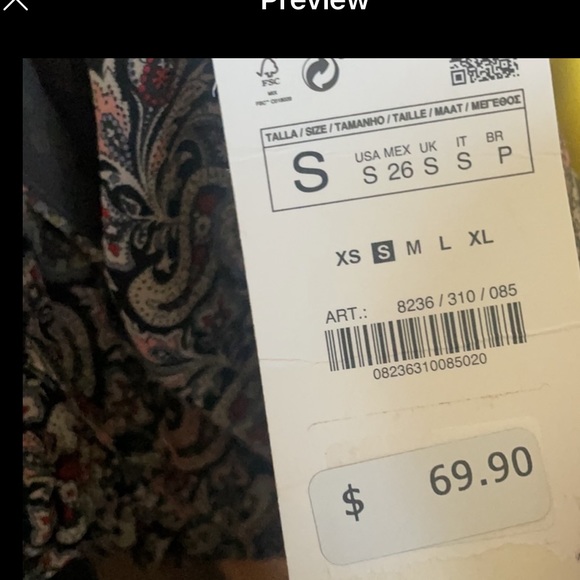 Preview
FSC
MIX
TALLA / SIZE / TAMANHO / TAILLE / MAAT / ΜΕΓΕΘΟΣ
S
USA MEX UK IT BR
S 26 S S P
XS S M L XL
ART.: 8236 / 310 / 085
08236310085020
$ 69.90